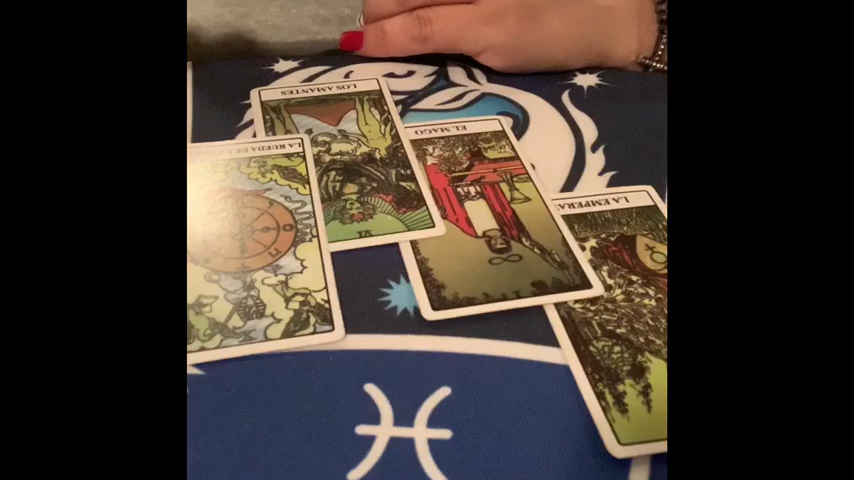 LOS AMANTES
EL MAGO
LA RUEDA DE LA
LA EMPERA
VI